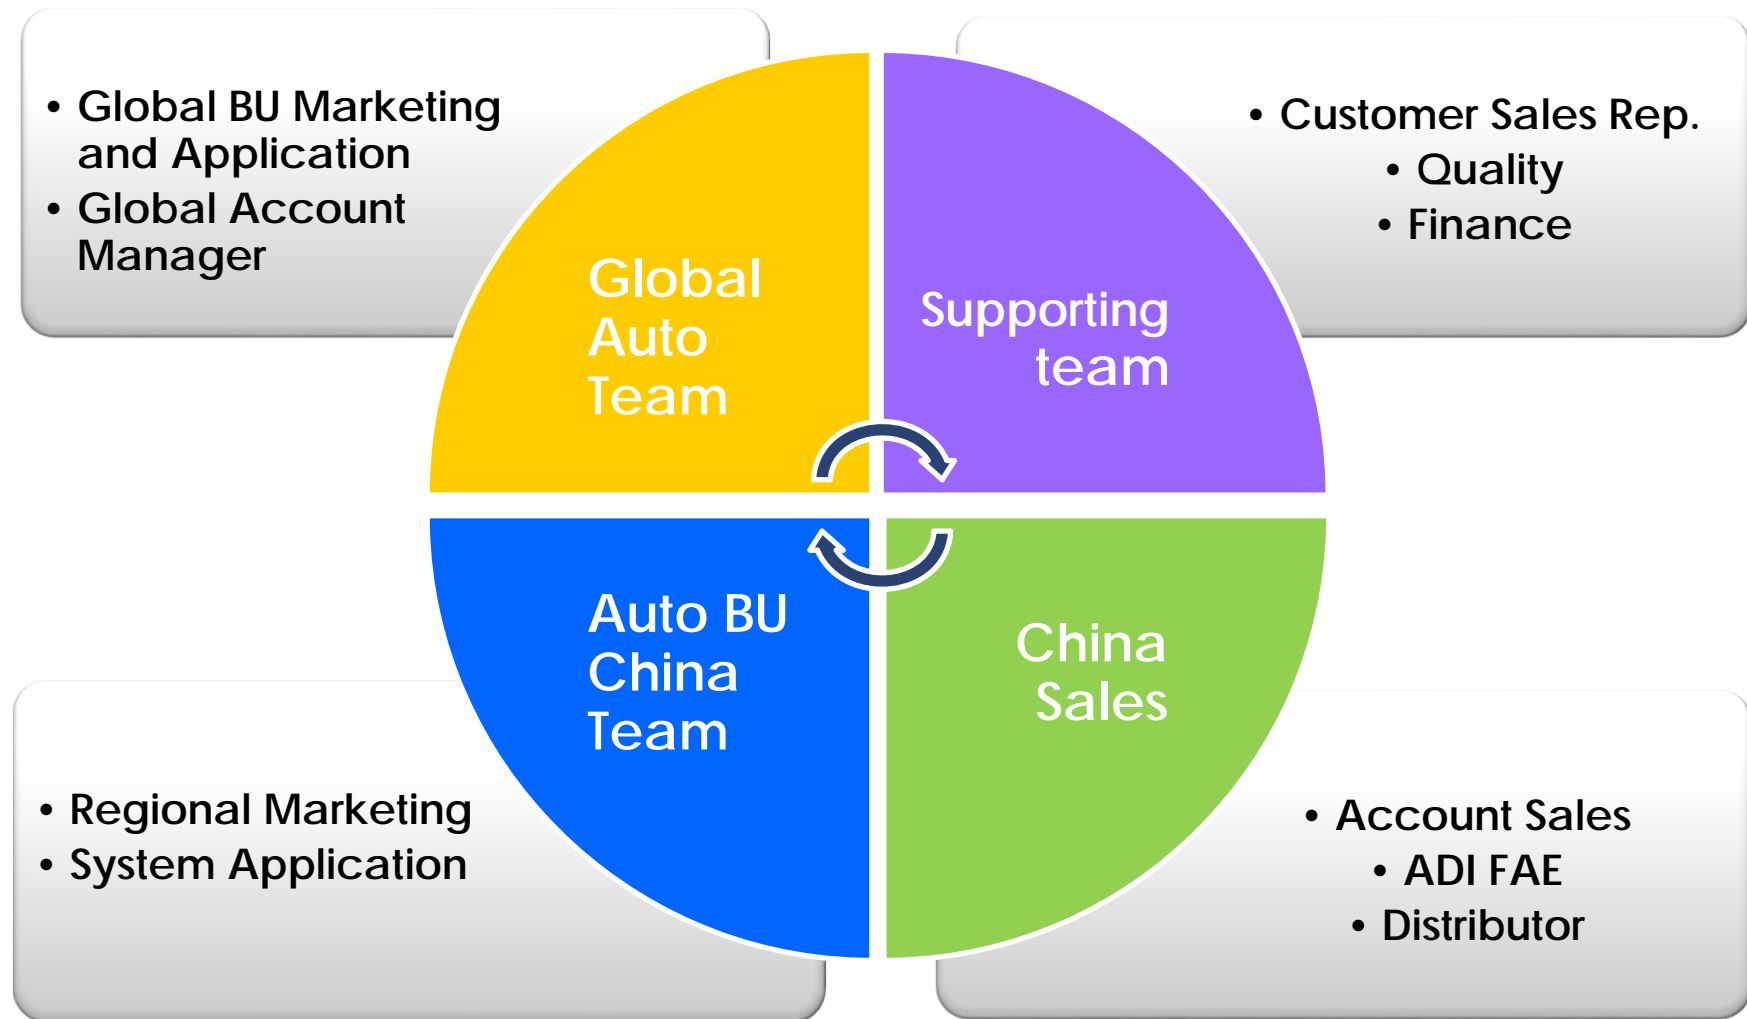 • Global BU Marketing
and Application
• Global Account
Manager
Global
Auto
Team
• Customer Sales Rep.
• Quality
• Finance
Supporting
team
Auto BU
China
Team
• Regional Marketing
• System Application
China
Sales
• Account Sales
• ADI FAE
• Distributor